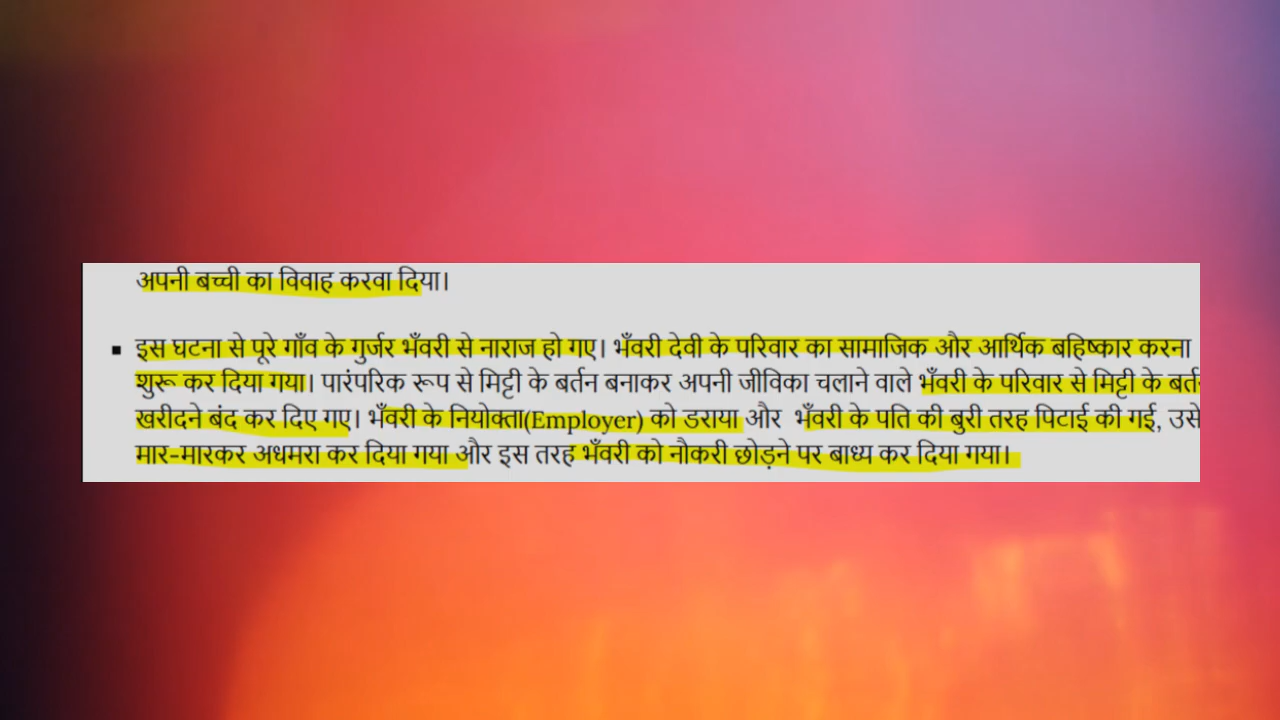 अपनी बच्ची का विवाह करवा दिया।
▪ इस घटना से पूरे गाँव के गुर्जर भँवरी से नाराज हो गए। भँवरी देवी के परिवार का सामाजिक और आर्थिक बहिष्कार करना
शुरू कर दिया गया। पारंपरिक रूप से मिट्टी के बर्तन बनाकर अपनी जीविका चलाने वाले भँवरी के परिवार से मिट्टी के
खरीदने बंद कर दिए गए। भँवरी के नियोक्ता(Employer) को डराया और भँवरी के पति की बुरी तरह पिटाई की गई, उसे
मार-मारकर अधमरा कर दिया गया और इस तरह भँवरी को नौकरी छोड़ने पर बाध्य कर दिया गया।